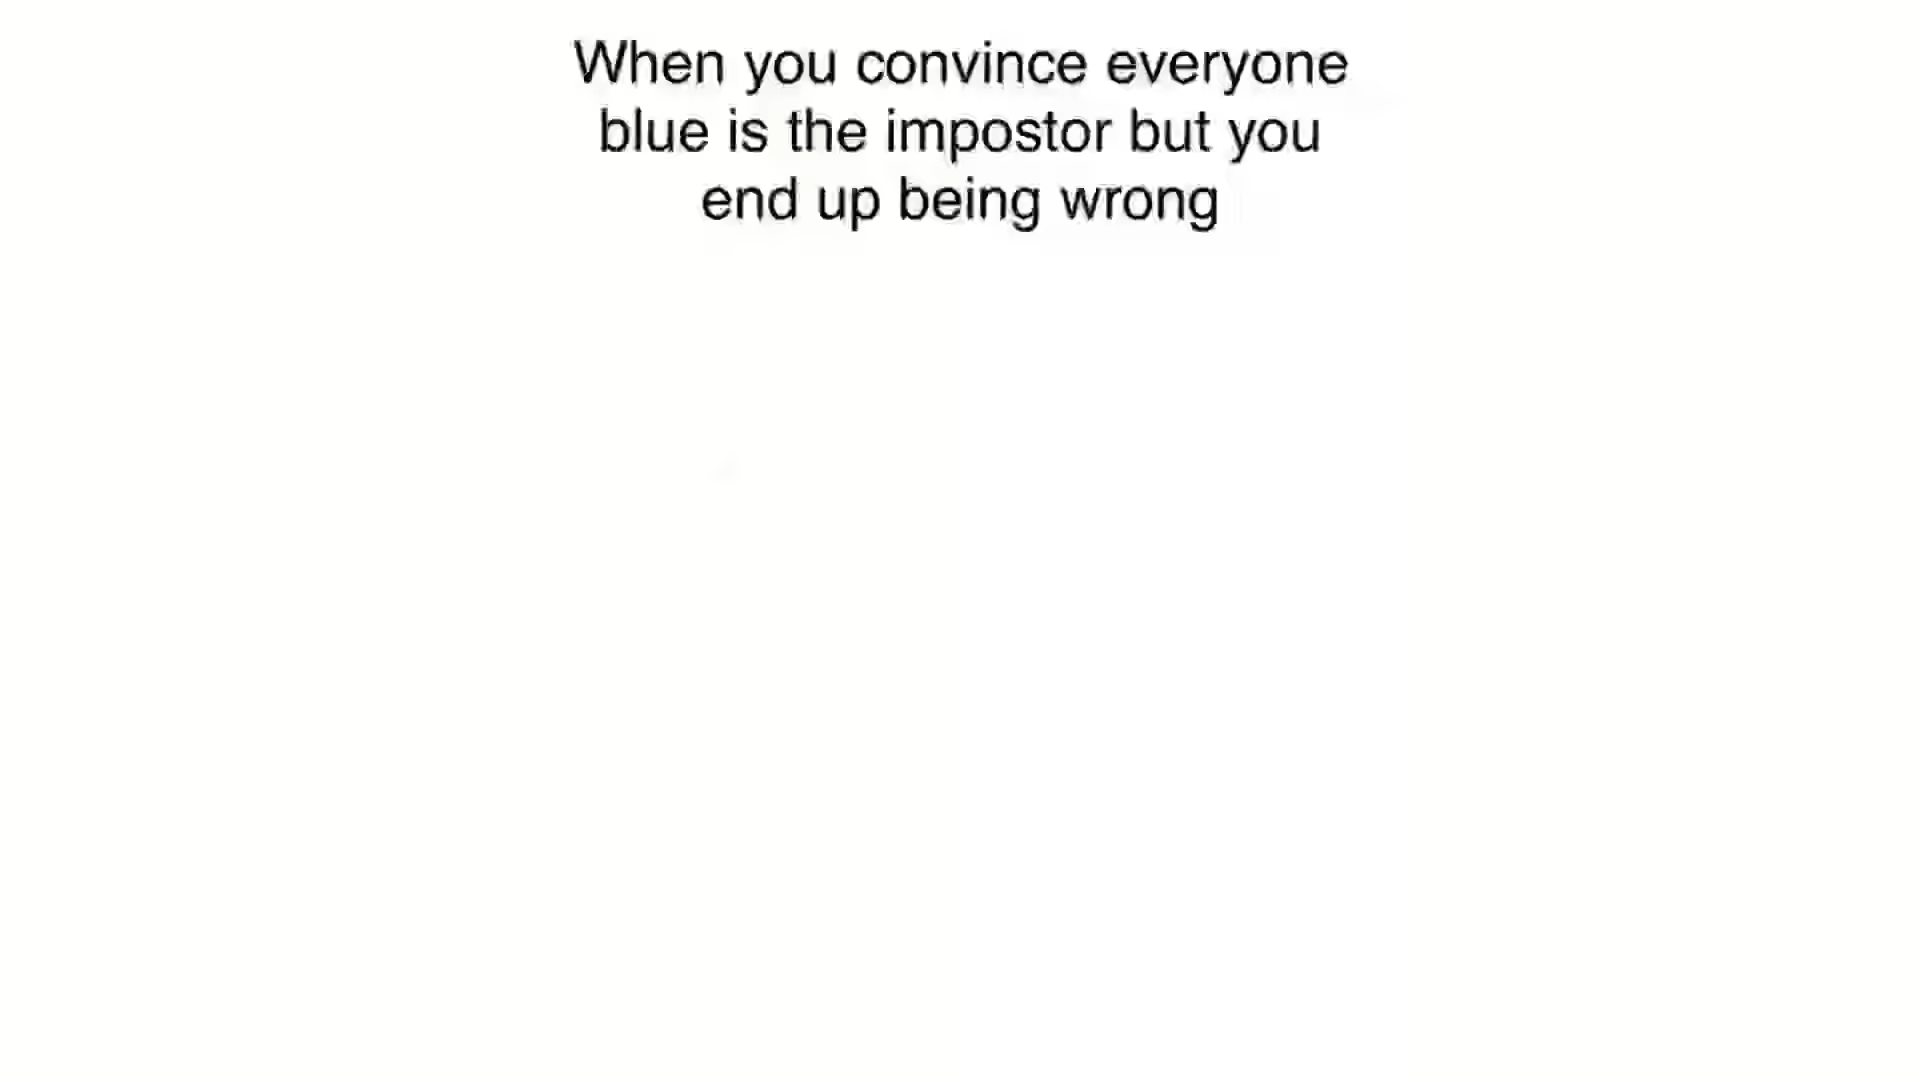 When you convince everyone
blue is the impostor but you
end up being wrong